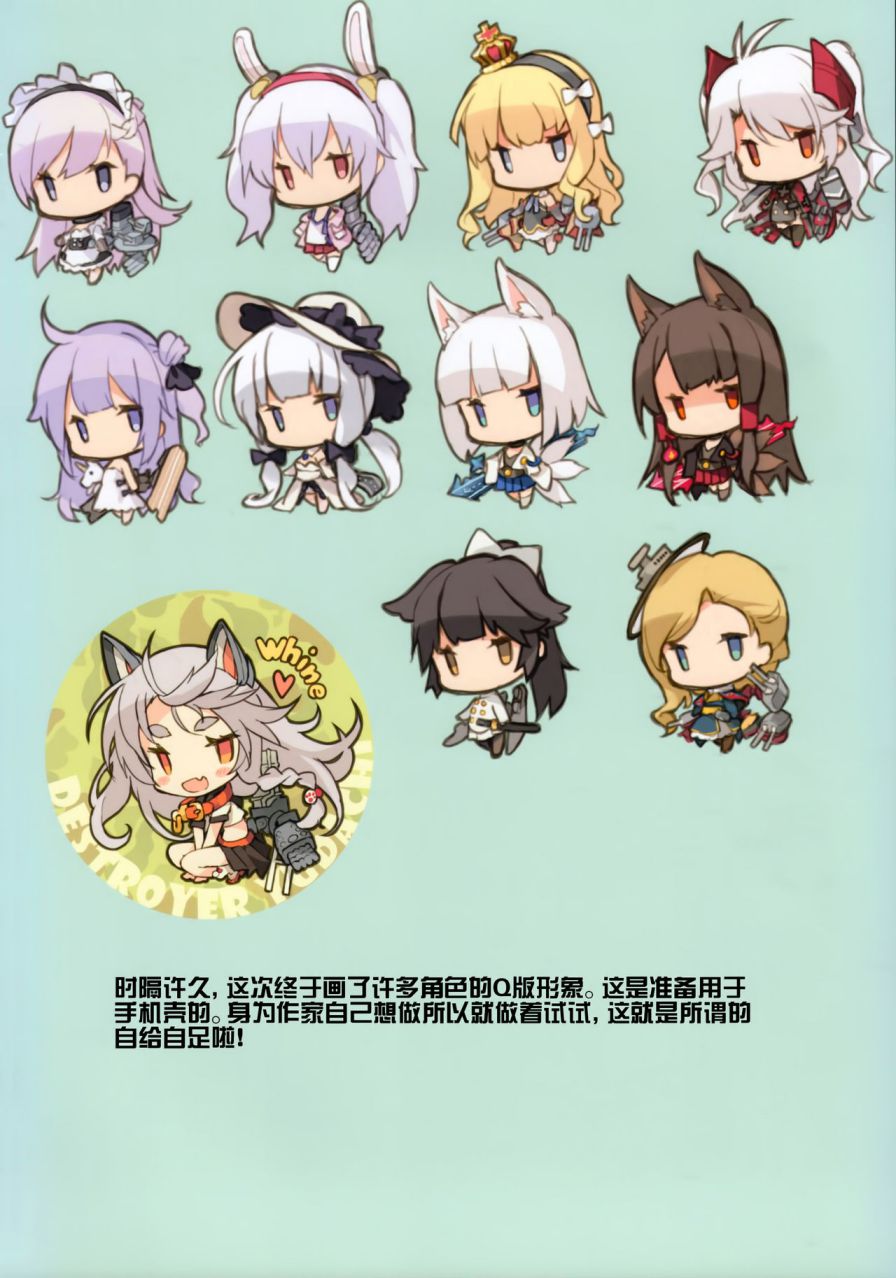 whine
DESTROYER YUDACHI
时隔许久，这次终于画了许多角色的Q版形象。这是准备用于
手机壳的。身为作家自己想做所以就做着试试，这就是所谓的
自给自足啦！